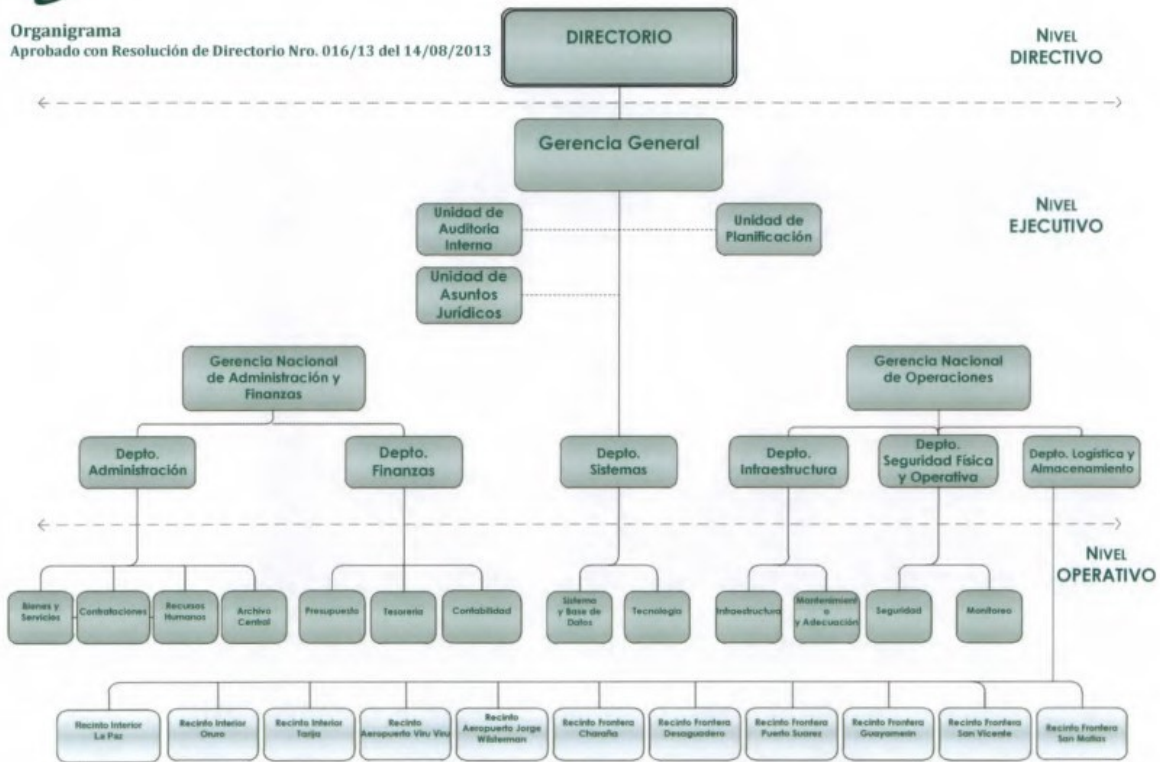 Organigrama
Aprobado con Resolución de Directorio Nro. 016/13 del 14/08/2013
DIRECTORIO
NIVEL
DIRECTIVO
Gerencia General
Unidad de
Auditoria
Interna
Unidad de
Planificación
NIVEL
EJECUTIVO
Unidad de
Asuntos
Jurídicos
Gerencia Nacional
de Administración y
Finanzas
Gerencia Nacional
de Operaciones
Depto.
Administración
Depto.
Finanzas
Depto.
Sistemas
Depto.
Infraestructura
Depto.
Seguridad Física
y Operativa
Depto. Logística y
Almacenamiento
NIVEL
OPERATIVO
Bienes y
Servicios
Contrataciones
Recursos
Humanos
Archivo
Central
Presupuesto
Tesorería
Contabilidad
Sistema
y Base de
Datos
Tecnología
Infraestructura
Mantenimient
o
y Adecuación
Seguridad
Monitoreo
Recinto Interior
La Paz
Recinto Interior
Oruro
Recinto Interior
Tarija
Recinto
Aeropuerto Viru Viru
Recinto
Aeropuerto Jorge
Wilsterman
Recinto Frontera
Charaña
Recinto Frontera
Desaguadero
Recinto Frontera
Puerto Suarez
Recinto Frontera
Guayamerin
Recinto Frontera
San Vicente
Recinto Frontera
San Matias